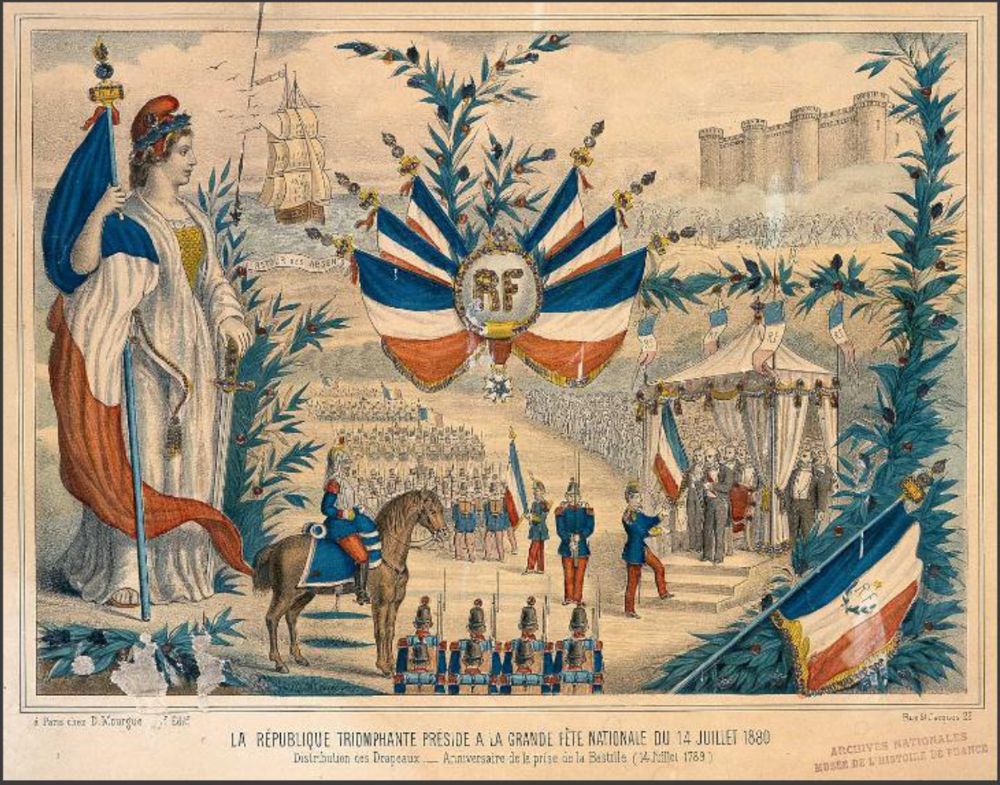 RETOUR DES ABSEN
RF
à Paris chez D. Mourgue Edit.
Rue St Jacques 22
LA RÉPUBLIQUE TRIOMPHANTE PRÉSIDE A LA GRANDE FÊTE NATIONALE DU 14 JUILLET 1880
Distribution des Drapeaux __ Anniversaire de la prise de la Bastille (14 Juillet 1789)
ARCHIVES NATIONALES
MUSÉE DE L'HISTOIRE DE FRANCE